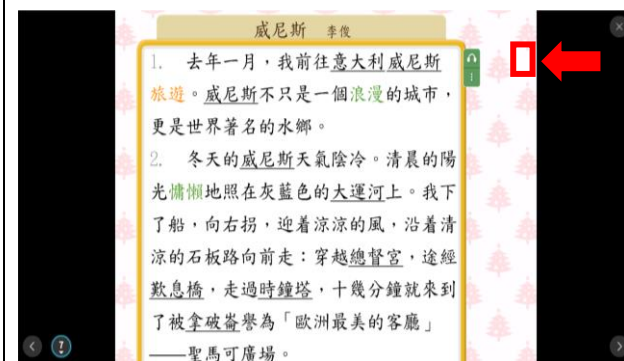 威尼斯 李俊
1. 去年一月，我前往意大利威尼斯
旅遊。威尼斯不只是一個浪漫的城市，
更是世界著名的水鄉。
2. 冬天的威尼斯天氣陰冷。清晨的陽
光慵懶地照在灰藍色的大運河上。我下
了船，向右拐，迎着涼涼的風，沿着清
涼的石板路向前走：穿越總督宮，途經
歎息橋，走過時鐘塔，十幾分鐘就來到
了被拿破崙譽為「歐洲最美的客廳」
——聖馬可廣場。